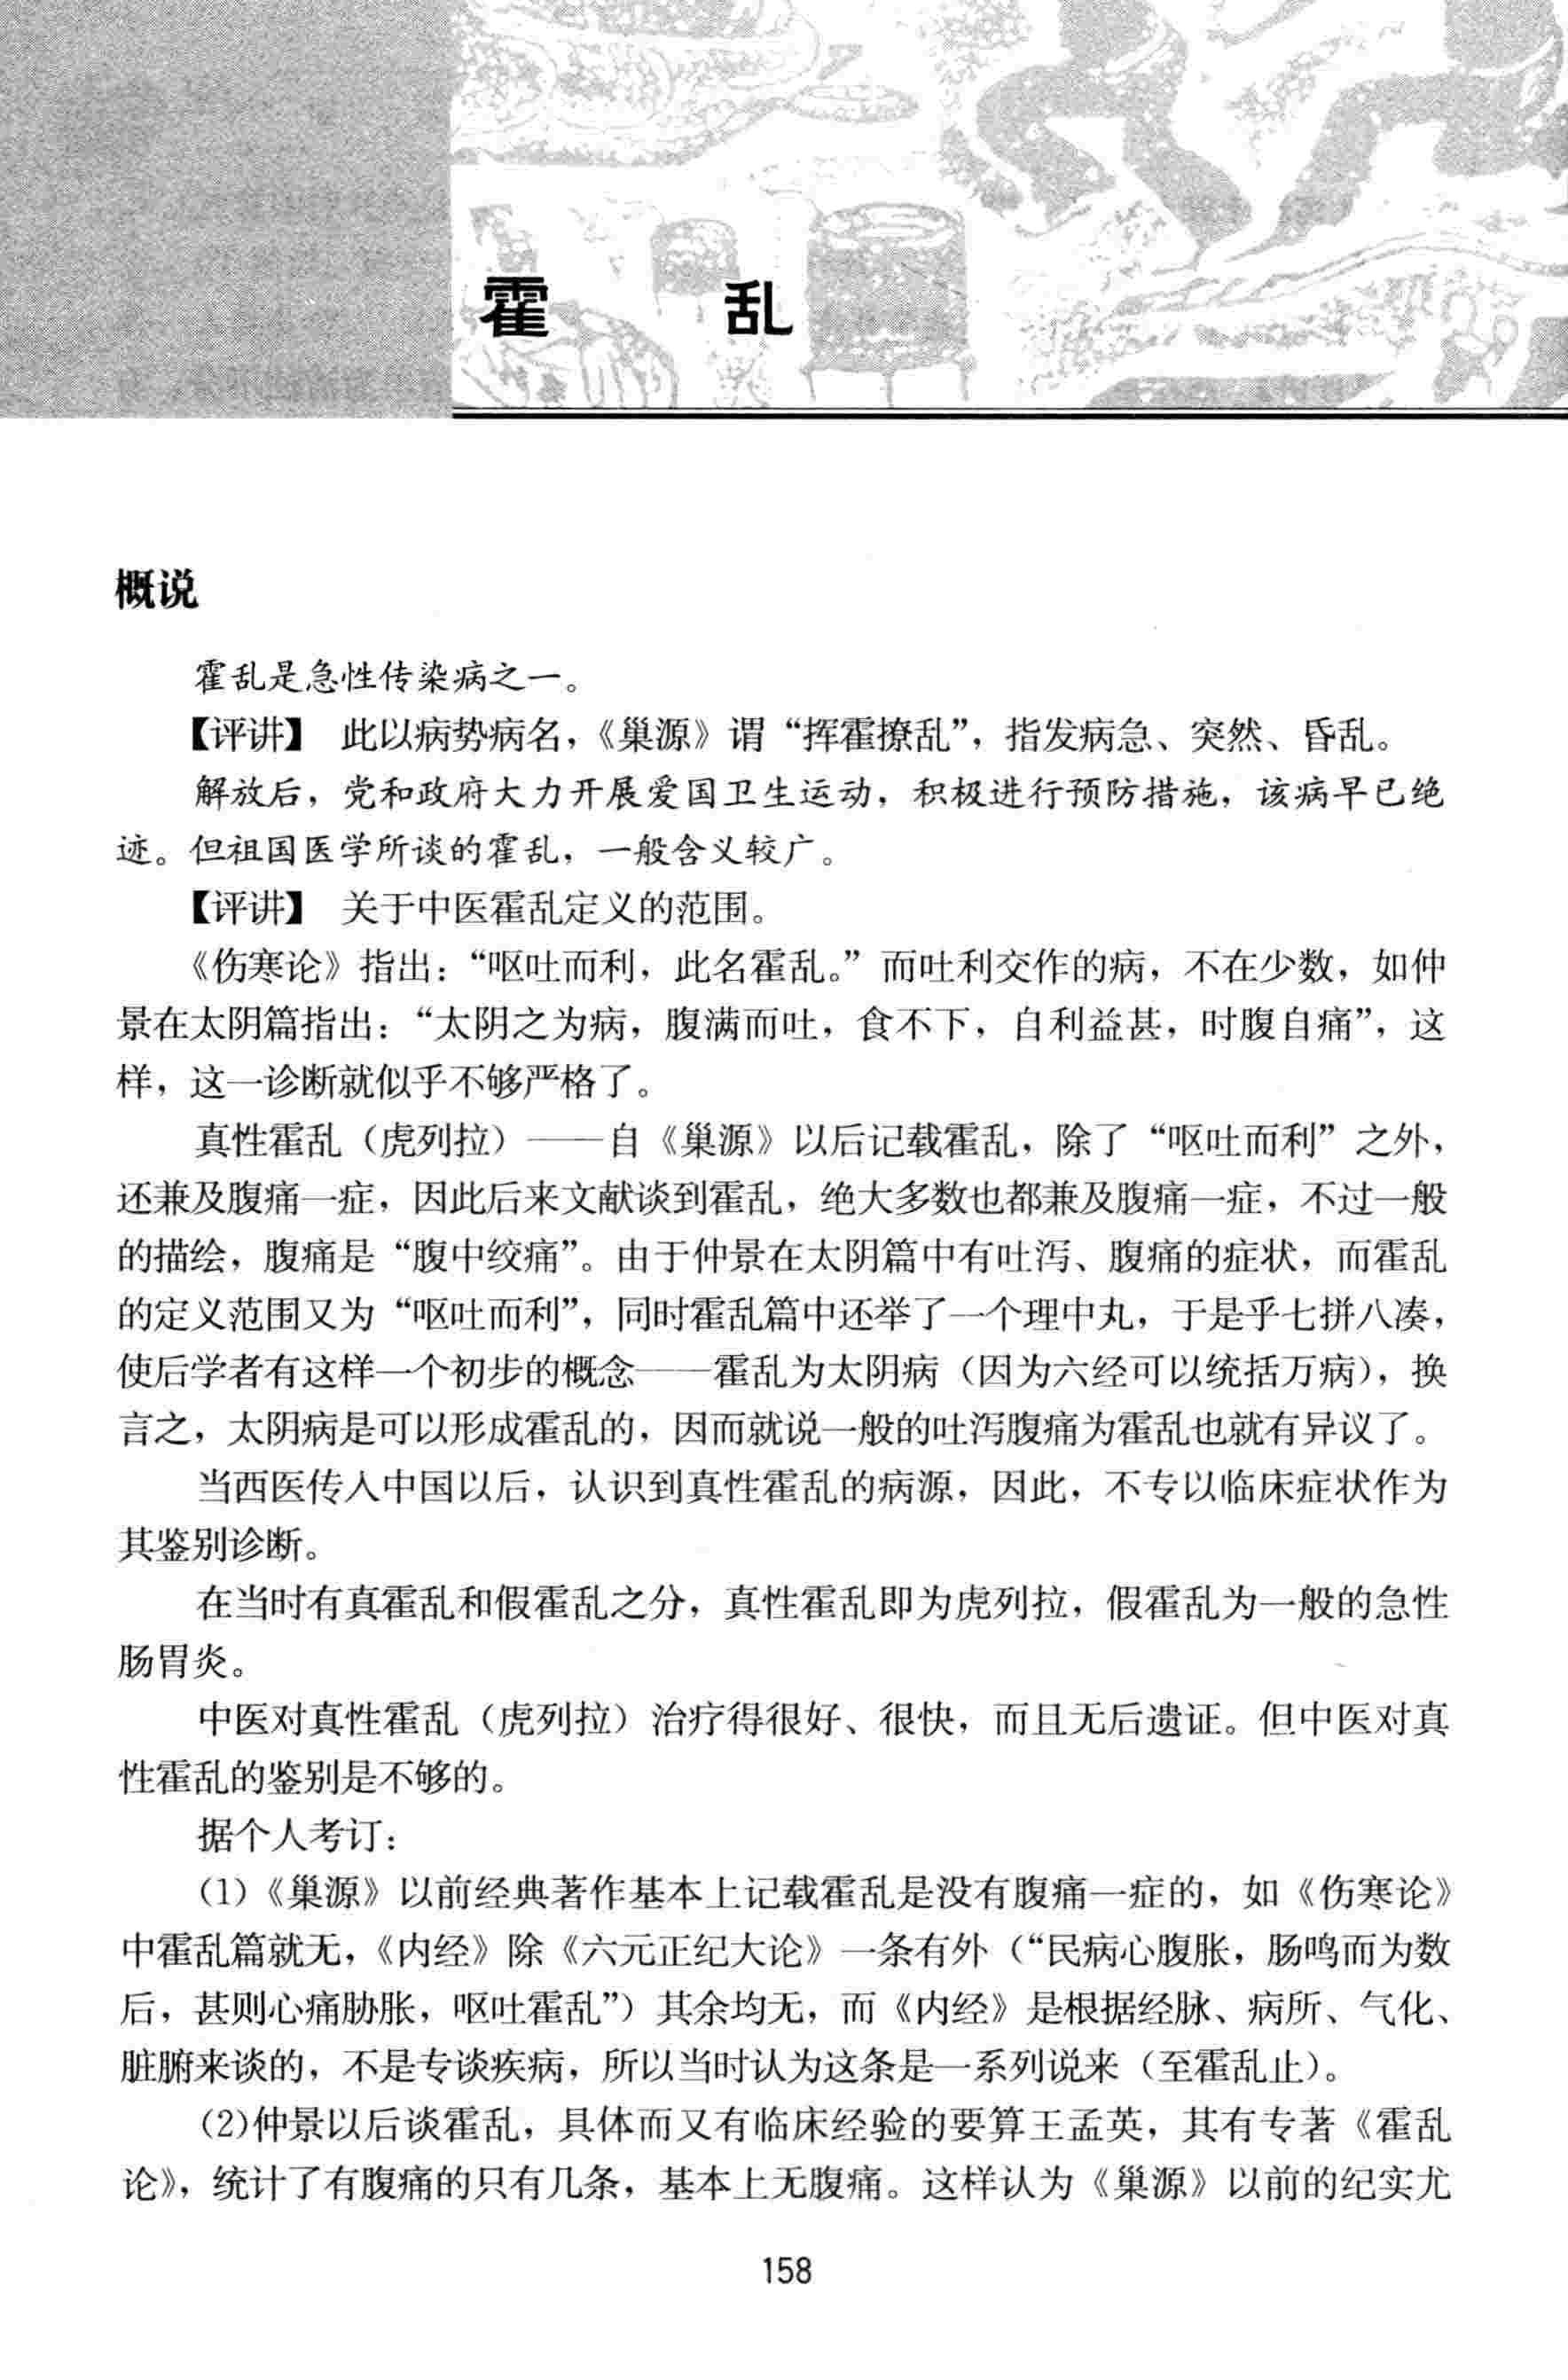 霍 乱
概说
霍乱是急性传染病之一。
【评讲】 此以病势病名，《巢源》谓“挥霍撩乱”，指发病急、突然、昏乱。
解放后，党和政府大力开展爱国卫生运动，积极进行预防措施，该病早已绝
迹。但祖国医学所谈的霍乱，一般含义较广。
【评讲】 关于中医霍乱定义的范围。
《伤寒论》指出：“呕吐而利，此名霍乱。”而吐利交作的病，不在少数，如仲
景在太阴篇指出：“太阴之为病，腹满而吐，食不下，自利益甚，时腹自痛”，这
样，这一诊断就似乎不够严格了。
真性霍乱（虎列拉）——自《巢源》以后记载霍乱，除了“呕吐而利”之外，
还兼及腹痛一症，因此后来文献谈到霍乱，绝大多数也都兼及腹痛一症，不过一般
的描绘，腹痛是“腹中绞痛”。由于仲景在太阴篇中有吐泻、腹痛的症状，而霍乱
的定义范围又为“呕吐而利”，同时霍乱篇中还举了一个理中丸，于是乎七拼八凑，
使后学者有这样一个初步的概念——霍乱为太阴病（因为六经可以统括万病），换
言之，太阴病是可以形成霍乱的，因而就说一般的吐泻腹痛为霍乱也就有异议了。
当西医传入中国以后，认识到真性霍乱的病源，因此，不专以临床症状作为
其鉴别诊断。
在当时有真霍乱和假霍乱之分，真性霍乱即为虎列拉，假霍乱为一般的急性
肠胃炎。
中医对真性霍乱（虎列拉）治疗得很好、很快，而且无后遗证。但中医对真
性霍乱的鉴别是不够的。
据个人考订：
（1）《巢源》以前经典著作基本上记载霍乱是没有腹痛一症的，如《伤寒论》
中霍乱篇就无，《内经》除《六元正纪大论》一条有外（“民病心腹胀，肠鸣而为数
后，甚则心痛胁胀，呕吐霍乱”）其余均无，而《内经》是根据经脉、病所、气化、
脏腑来谈的，不是专谈疾病，所以当时认为这条是一系列说来（至霍乱止）。
（2）仲景以后谈霍乱，具体而又有临床经验的要算王孟英，其有专著《霍乱
论》，统计了有腹痛的只有几条，基本上无腹痛。这样认为《巢源》以前的纪实尤
158